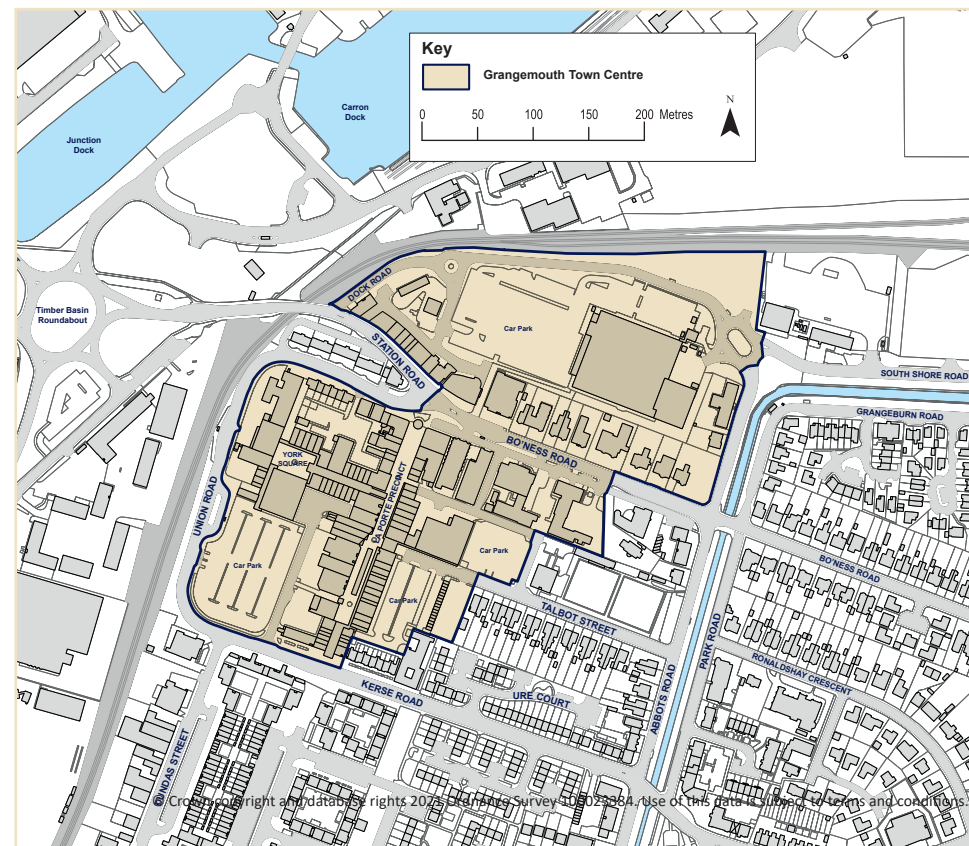 Key
Grangemouth Town Centre
0 50 100 150 200 Metres
N
Carron
Dock
Junction
Dock
Timber Basin
Roundabout
DOCK ROAD
STATION ROAD
Car Park
SOUTH SHORE ROAD
GRANGEBURN ROAD
BO'NESS ROAD
YORK
SQUARE
LA PORTE PRECINCT
UNION ROAD
Car Park
Car Park
Car Park
BO'NESS ROAD
TALBOT STREET
PARK ROAD
RONALDSHAY CRESCENT
ABBOTS ROAD
KERSE ROAD
URE COURT
DUNDAS STREET
© Crown copyright and database rights 2023 Ordnance Survey 100023384. Use of this data is subject to terms and conditions.